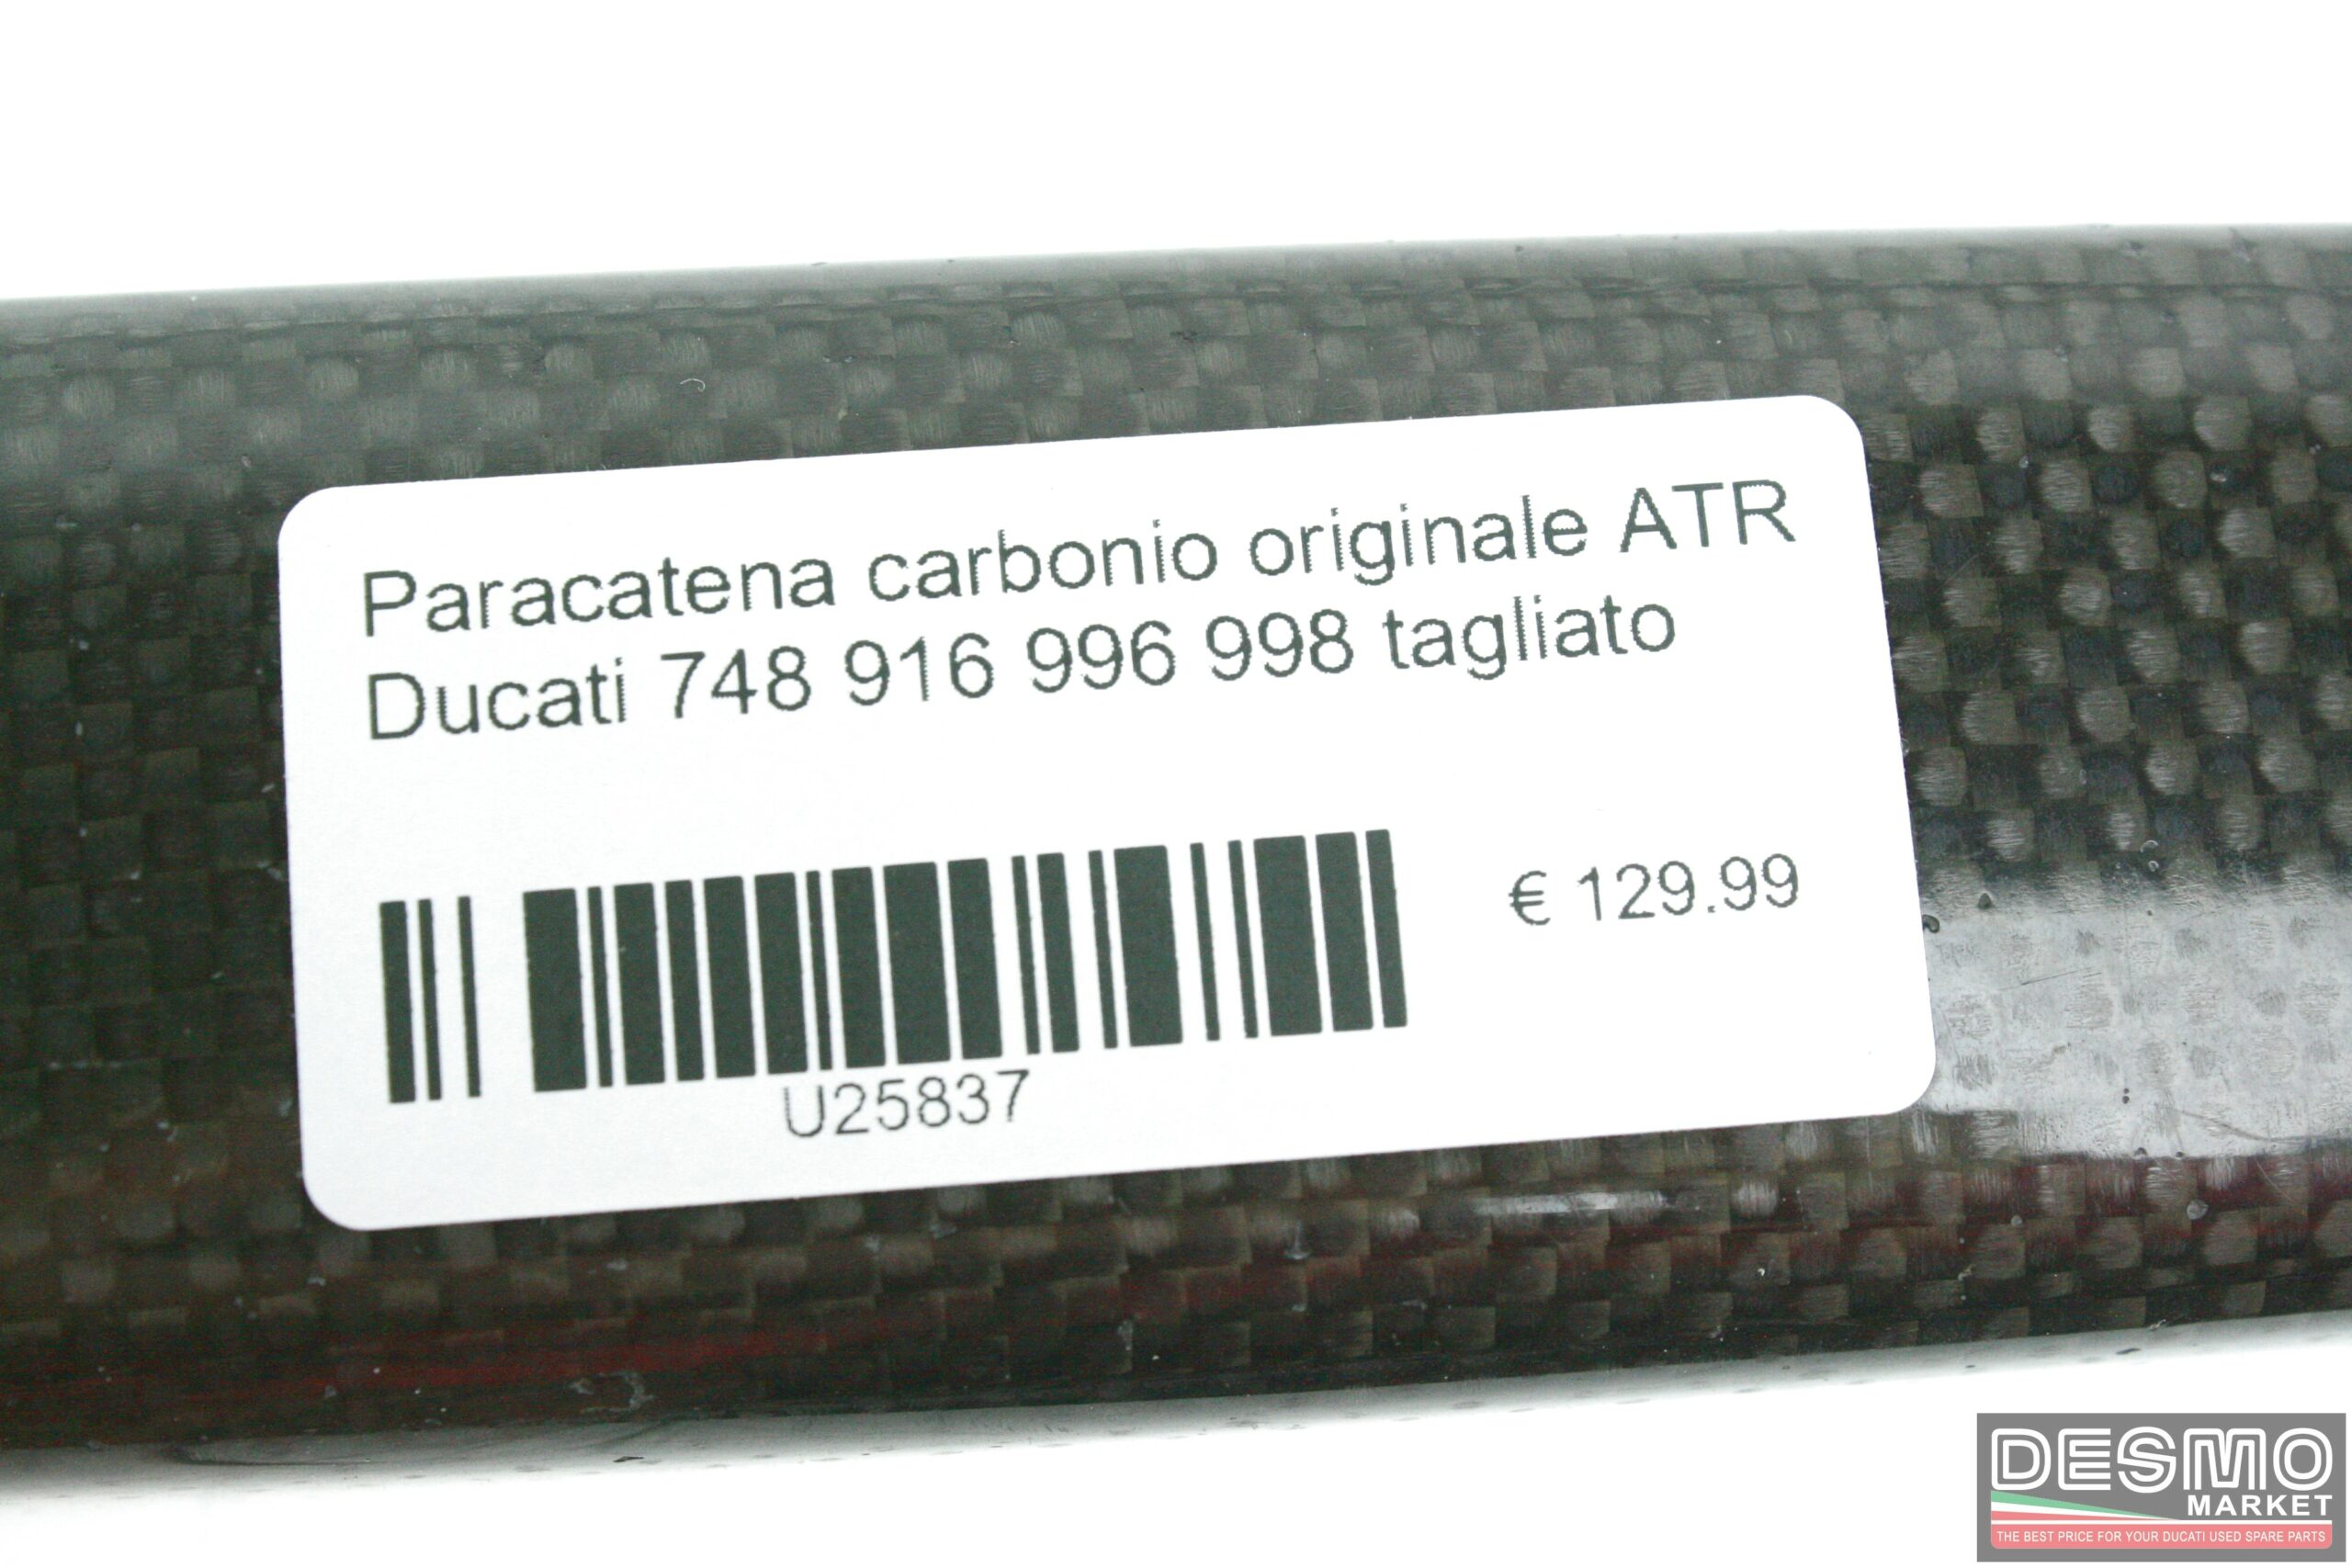 Paracatena carbonio originale ATR
Ducati 748 916 996 998 tagliato
€ 129.99
U25837
DESMO
MARKET
THE BEST PRICE FOR YOUR DUCATI USED SPARE PARTS